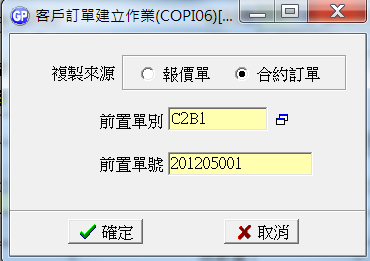 GP 客戶訂單建立作業(COPI06)[...
複製來源 報價單 合約訂單
前置單別 C2B1
前置單號 201205001
確定 取消